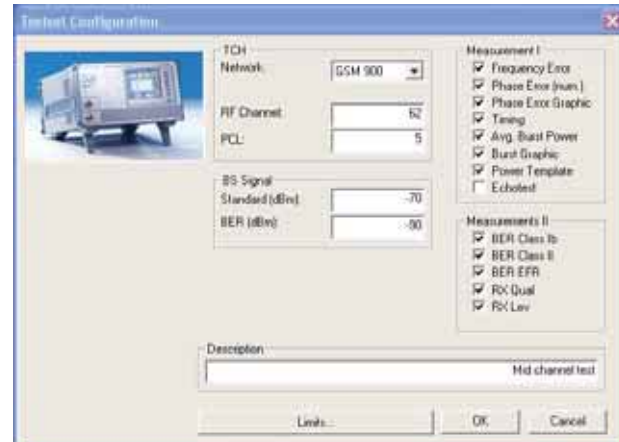 Testset Configuration
TCH
Network:
GSM 900
RF Channel:
62
PCL:
5
BS Signal
Standard (dBm):
-70
BER (dBm):
-90
Measurement I
Frequency Error
Phase Error (num.)
Phase Error Graphic
Timing
Avg. Burst Power
Burst Graphic
Power Template
Echotest
Measurements II
BER Class Ib
BER Class II
BER EFR
RX Qual
RX Lev
Description
Mid channel test
Limits...
OK
Cancel